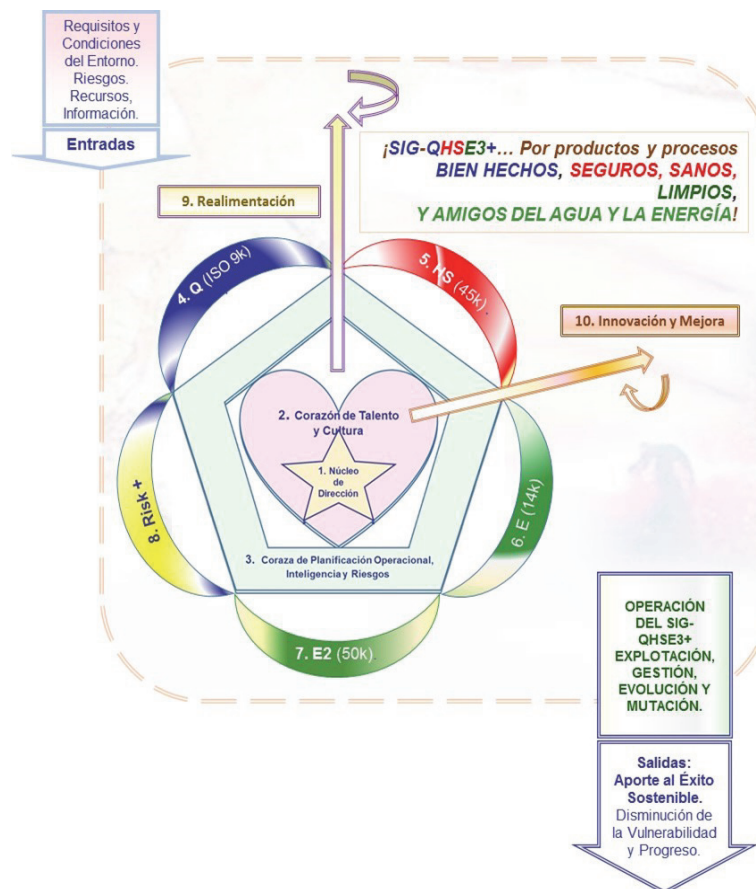 Requisitos y
Condiciones
del Entorno.
Riesgos.
Recursos,
Información.
Entradas
¡SIG-QHSE3+... Por productos y procesos
BIEN HECHOS, SEGUROS, SANOS,
LIMPIOS,
Y AMIGOS DEL AGUA Y LA ENERGÍA!
9. Realimentación
4. Q (ISO 9k)
5. HS (45k) .
10. Innovación y Mejora
2. Corazón de Talento
y Cultura
1. Núcleo
de
Dirección
8. Risk +
6. E (14k)
3. Coraza de Planificación Operacional,
Inteligencia y Riesgos
7. E2 (50k)
OPERACIÓN
DEL SIG-
QHSE3+
EXPLOTACIÓN,
GESTIÓN,
EVOLUCIÓN Y
MUTACIÓN.
Salidas:
Aporte al Éxito
Sostenible.
Disminución de
la Vulnerabilidad
y Progreso.